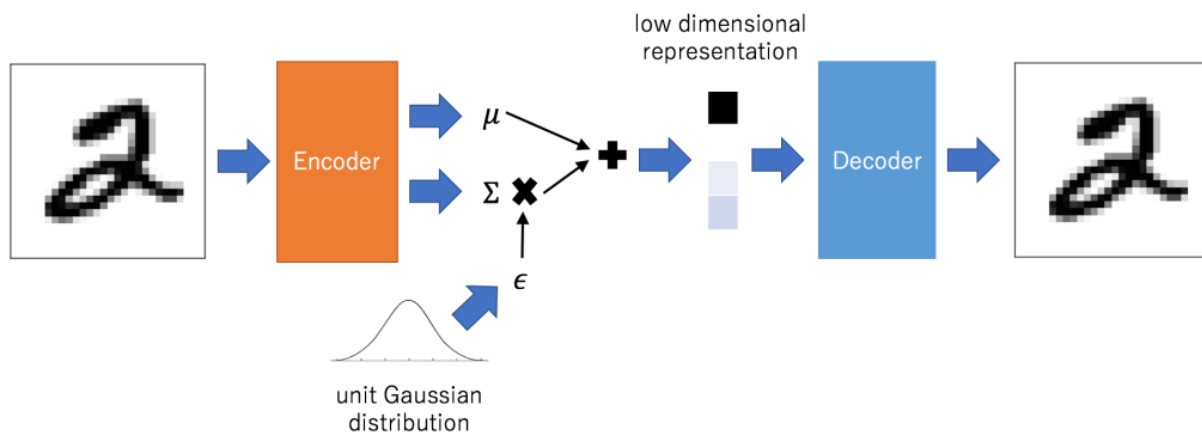 low dimensional
representation
Encoder
μ
Σ
ϵ
Decoder
unit Gaussian
distribution